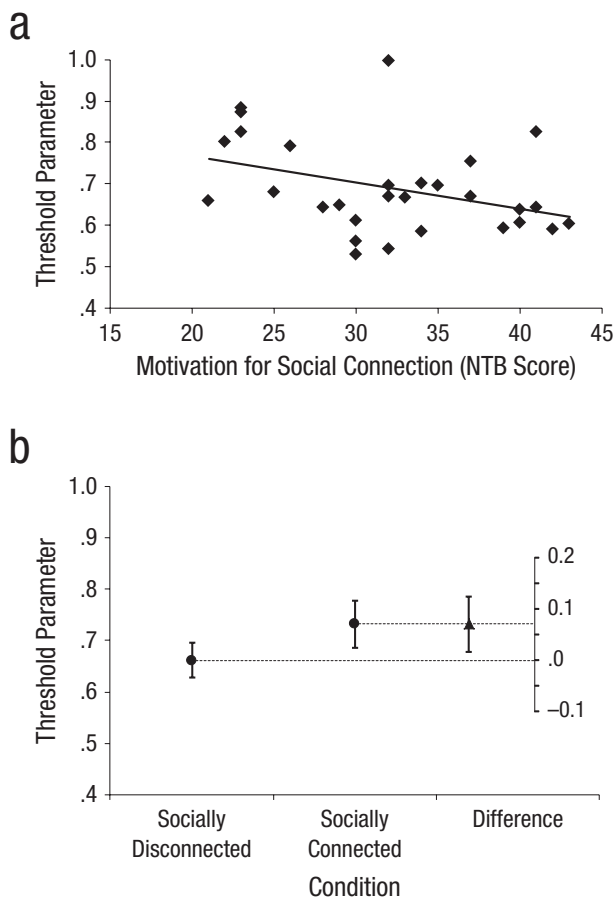 a
1.0
.9
.8
.7
.6
.5
.4
Threshold Parameter
15 20 25 30 35 40 45
Motivation for Social Connection (NTB Score)
b
1.0
.9
.8
.7
.6
.5
.4
Threshold Parameter
0.2
0.1
.0
–0.1
Socially Disconnected
Socially Connected
Difference
Condition